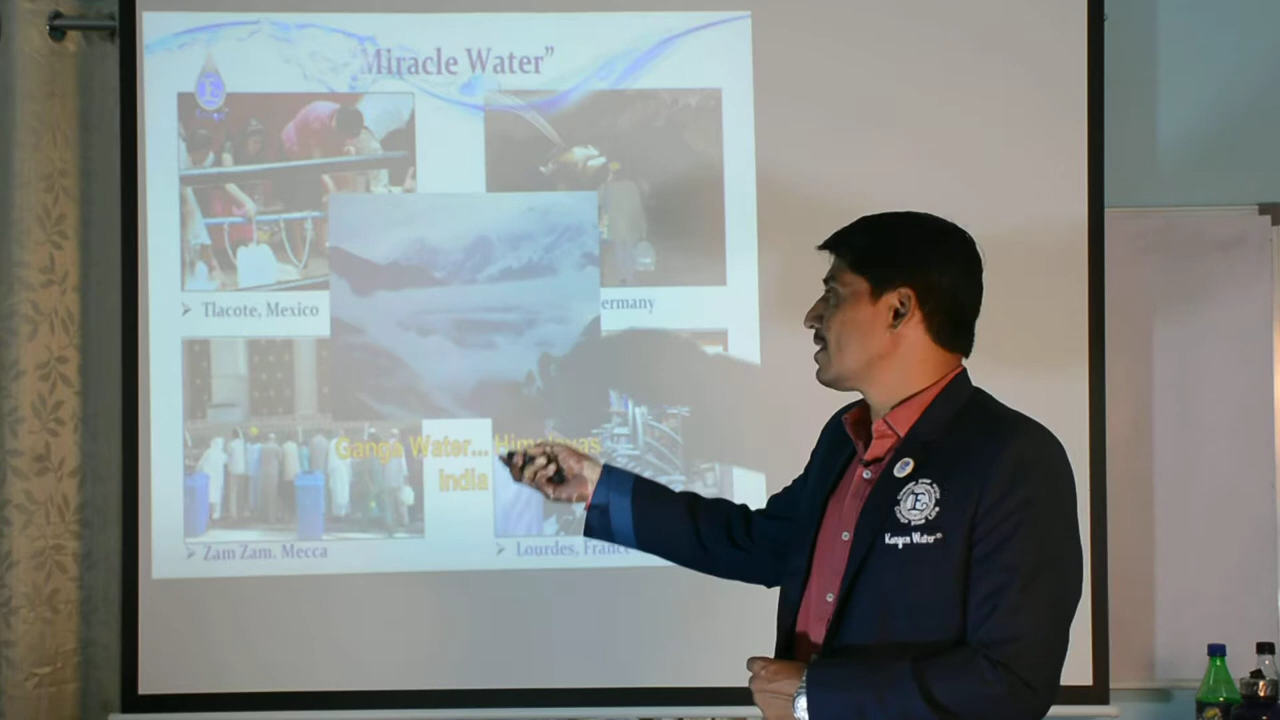 Miracle Water”
E
➢ Tlacote, Mexico
ermany
Ganga Water... Himalayas
India
➢ Zam Zam, Mecca
➢ Lourdes, France
E
Kangen Water®